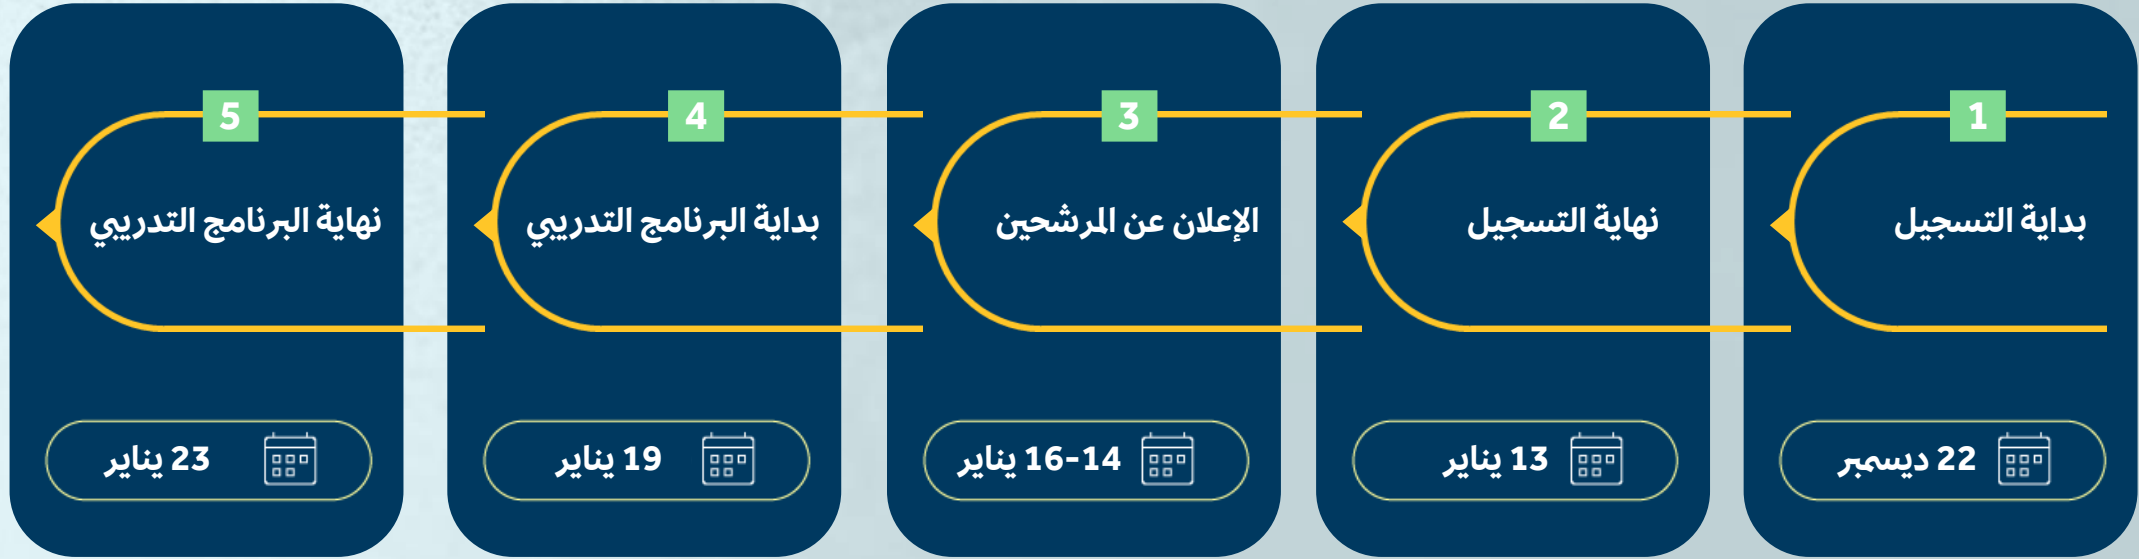 1
بداية التسجيل
22 ديسمبر
2
نهاية التسجيل
13 يناير
3
الإعلان عن المرشحين
16-14 يناير
4
بداية البرنامج التدريبي
19 يناير
5
نهاية البرنامج التدريبي
23 يناير